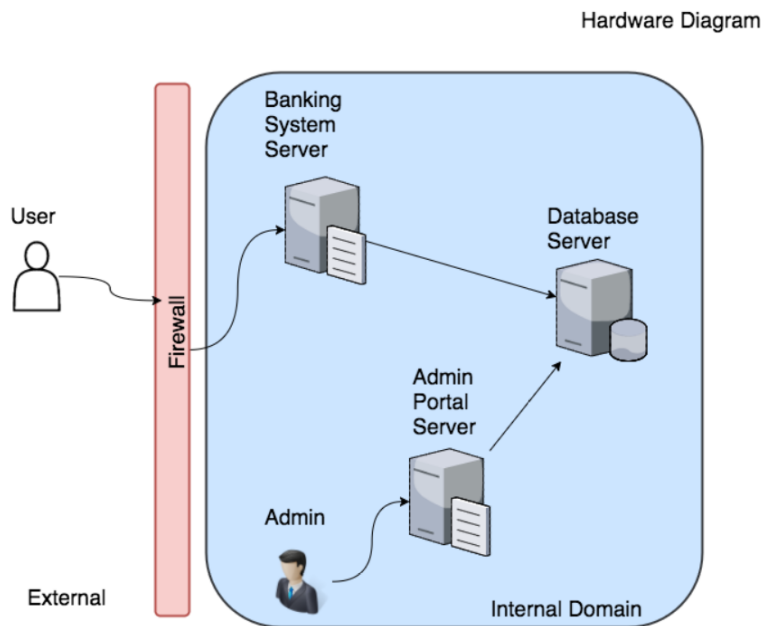 Hardware Diagram
Banking
System
Server
User
Database
Server
Firewall
Admin
Portal
Server
Admin
External
Internal Domain